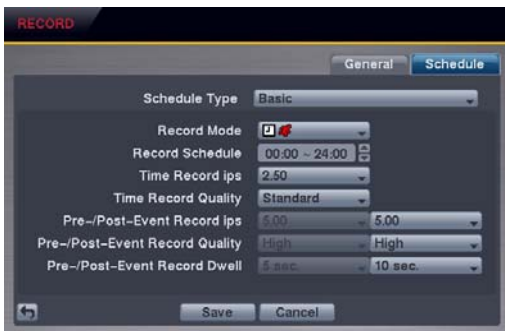 RECORD
General Schedule
Schedule Type Basic
Record Mode
Record Schedule 00:00 ~ 24:00
Time Record ips 2.50
Time Record Quality Standard
Pre-/Post-Event Record ips 5.00 5.00
Pre-/Post-Event Record Quality High High
Pre-/Post-Event Record Dwell 5 sec. 10 sec.
Save Cancel